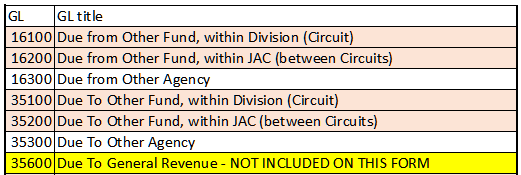 GL GL title
16100 Due from Other Fund, within Division (Circuit)
16200 Due from Other Fund, within JAC (between Circuits)
16300 Due from Other Agency
35100 Due To Other Fund, within Division (Circuit)
35200 Due To Other Fund, within JAC (between Circuits)
35300 Due To Other Agency
35600 Due To General Revenue - NOT INCLUDED ON THIS FORM